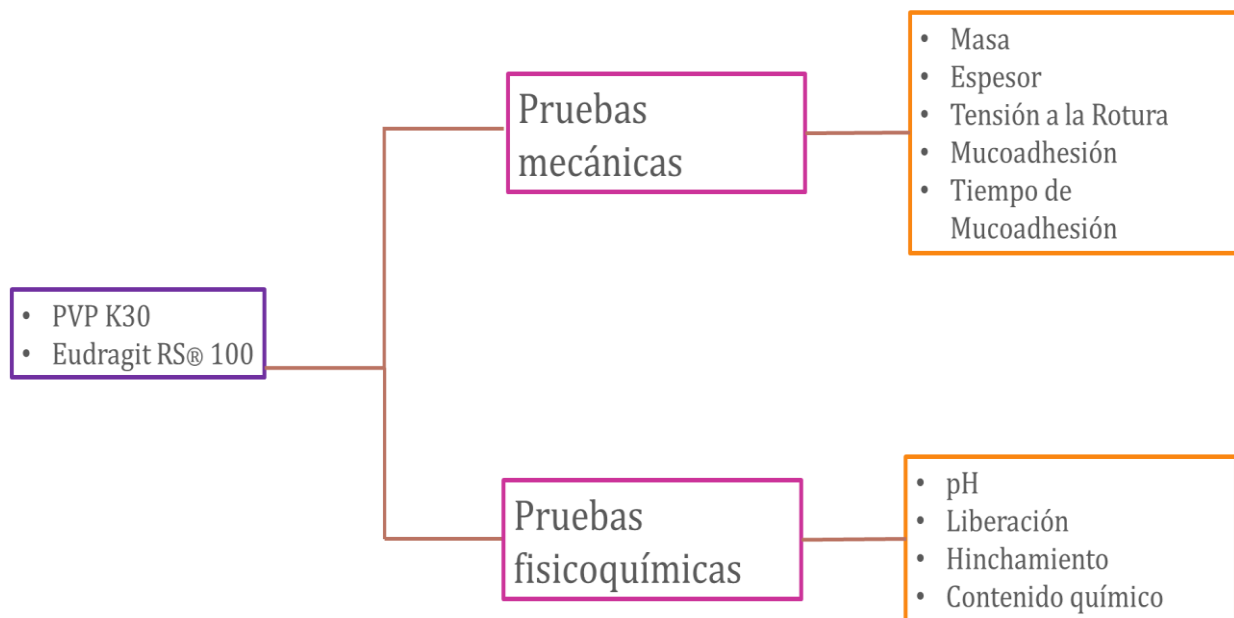 • PVP K30
• Eudragit RS® 100
Pruebas
mecánicas
• Masa
• Espesor
• Tensión a la Rotura
• Mucoadhesión
• Tiempo de
Mucoadhesión
Pruebas
fisicoquímicas
• pH
• Liberación
• Hinchamiento
• Contenido químico